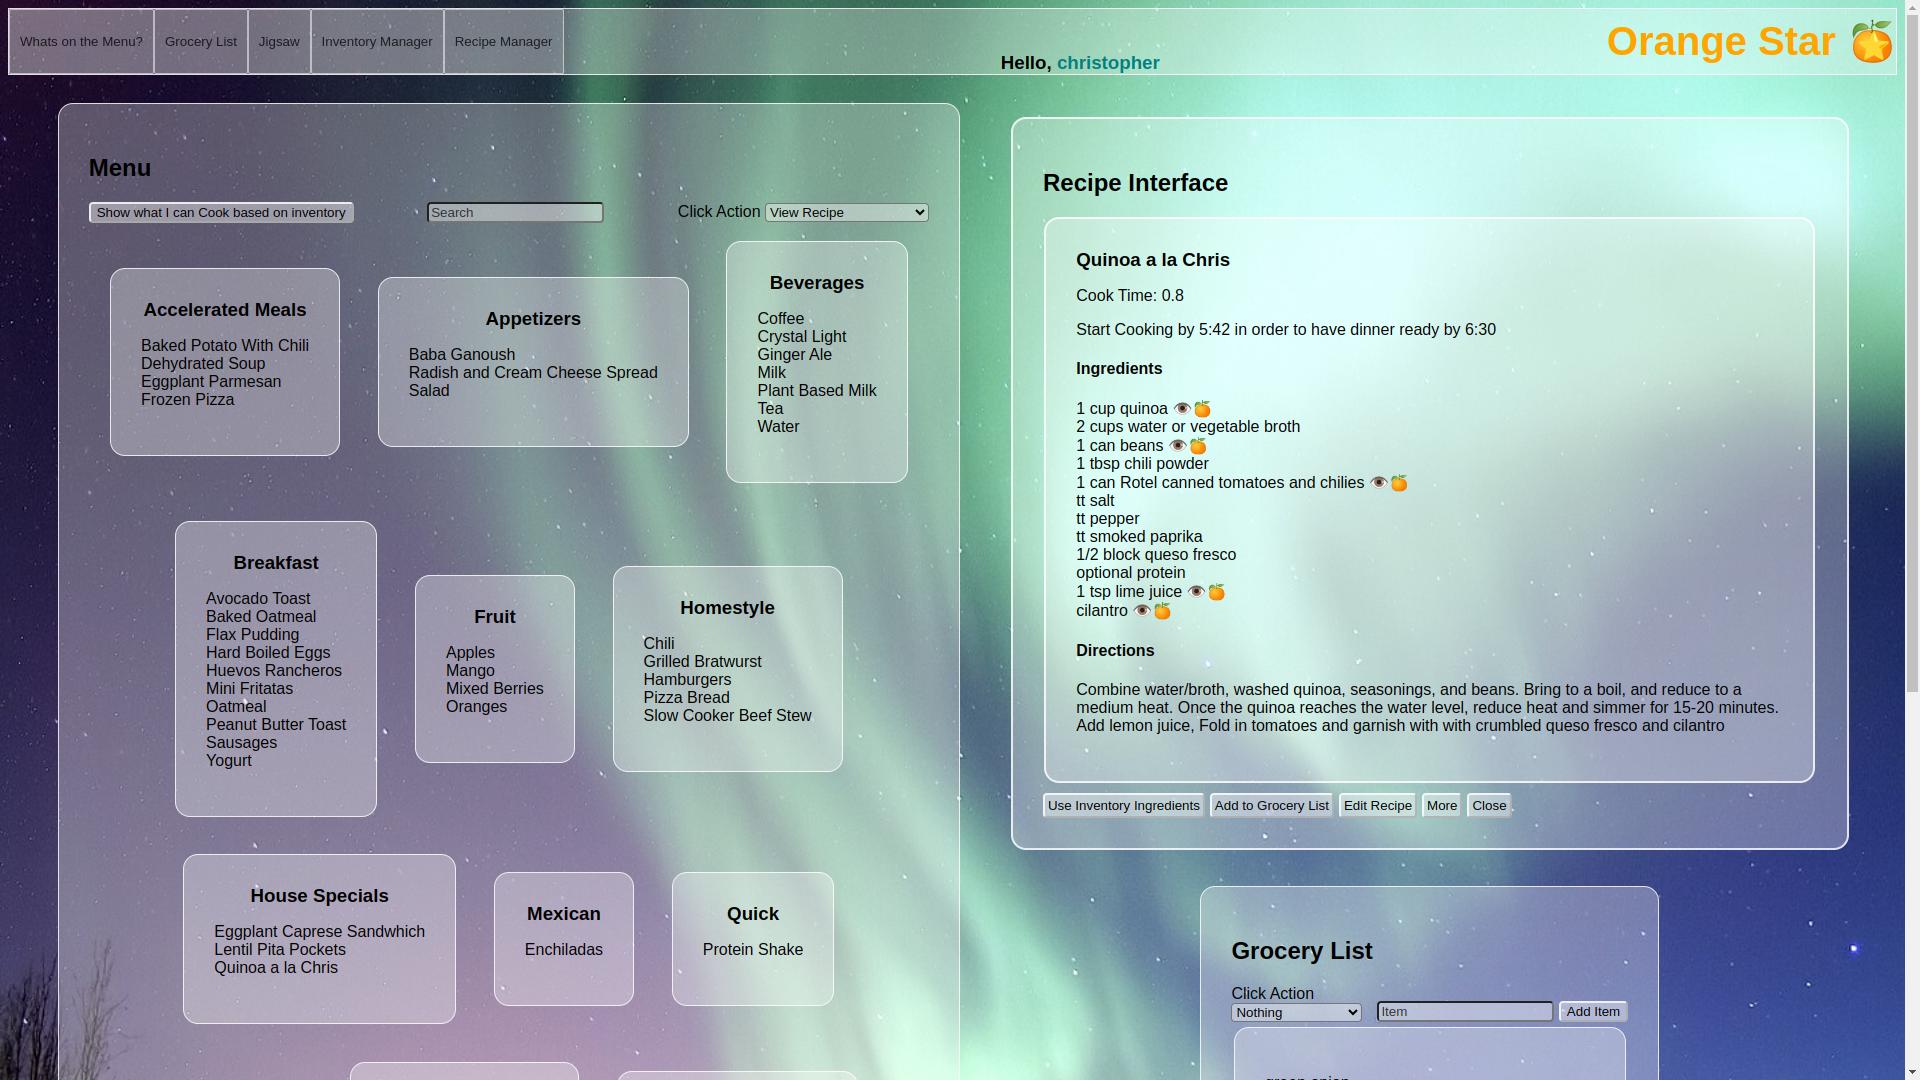 Whats on the Menu?
Grocery List
Jigsaw
Inventory Manager
Recipe Manager
Hello, christopher
Orange Star
Menu
Show what I can Cook based on inventory
Search
Click Action View Recipe
Accelerated Meals
Baked Potato With Chili
Dehydrated Soup
Eggplant Parmesan
Frozen Pizza
Appetizers
Baba Ganoush
Radish and Cream Cheese Spread
Salad
Beverages
Coffee
Crystal Light
Ginger Ale
Milk
Plant Based Milk
Tea
Water
Breakfast
Avocado Toast
Baked Oatmeal
Flax Pudding
Hard Boiled Eggs
Huevos Rancheros
Mini Fritatas
Oatmeal
Peanut Butter Toast
Sausages
Yogurt
Fruit
Apples
Mango
Mixed Berries
Oranges
Homestyle
Chili
Grilled Bratwurst
Hamburgers
Pizza Bread
Slow Cooker Beef Stew
House Specials
Eggplant Caprese Sandwhich
Lentil Pita Pockets
Quinoa a la Chris
Mexican
Enchiladas
Quick
Protein Shake
Recipe Interface
Quinoa a la Chris
Cook Time: 0.8
Start Cooking by 5:42 in order to have dinner ready by 6:30
Ingredients
1 cup quinoa
2 cups water or vegetable broth
1 can beans
1 tbsp chili powder
1 can Rotel canned tomatoes and chilies
tt salt
tt pepper
tt smoked paprika
1/2 block queso fresco
optional protein
1 tsp lime juice
cilantro
Directions
Combine water/broth, washed quinoa, seasonings, and beans. Bring to a boil, and reduce to a
medium heat. Once the quinoa reaches the water level, reduce heat and simmer for 15-20 minutes.
Add lemon juice, Fold in tomatoes and garnish with with crumbled queso fresco and cilantro
Use Inventory Ingredients
Add to Grocery List
Edit Recipe
More
Close
Grocery List
Click Action
Nothing
Item
Add Item